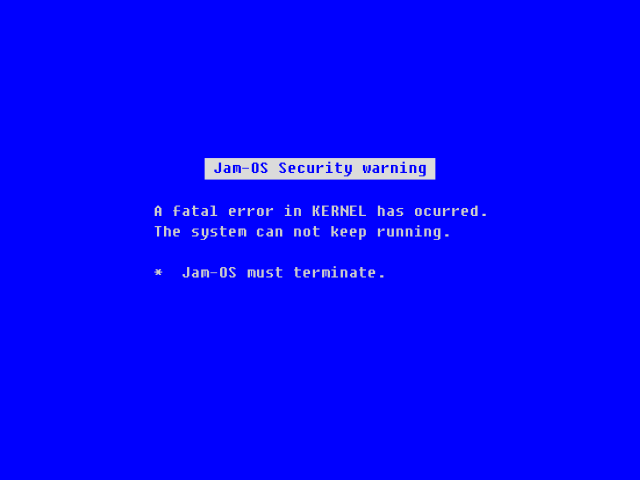 Jam-OS Security warning
A fatal error in KERNEL has ocurred.
The system can not keep running.
* Jam-OS must terminate.